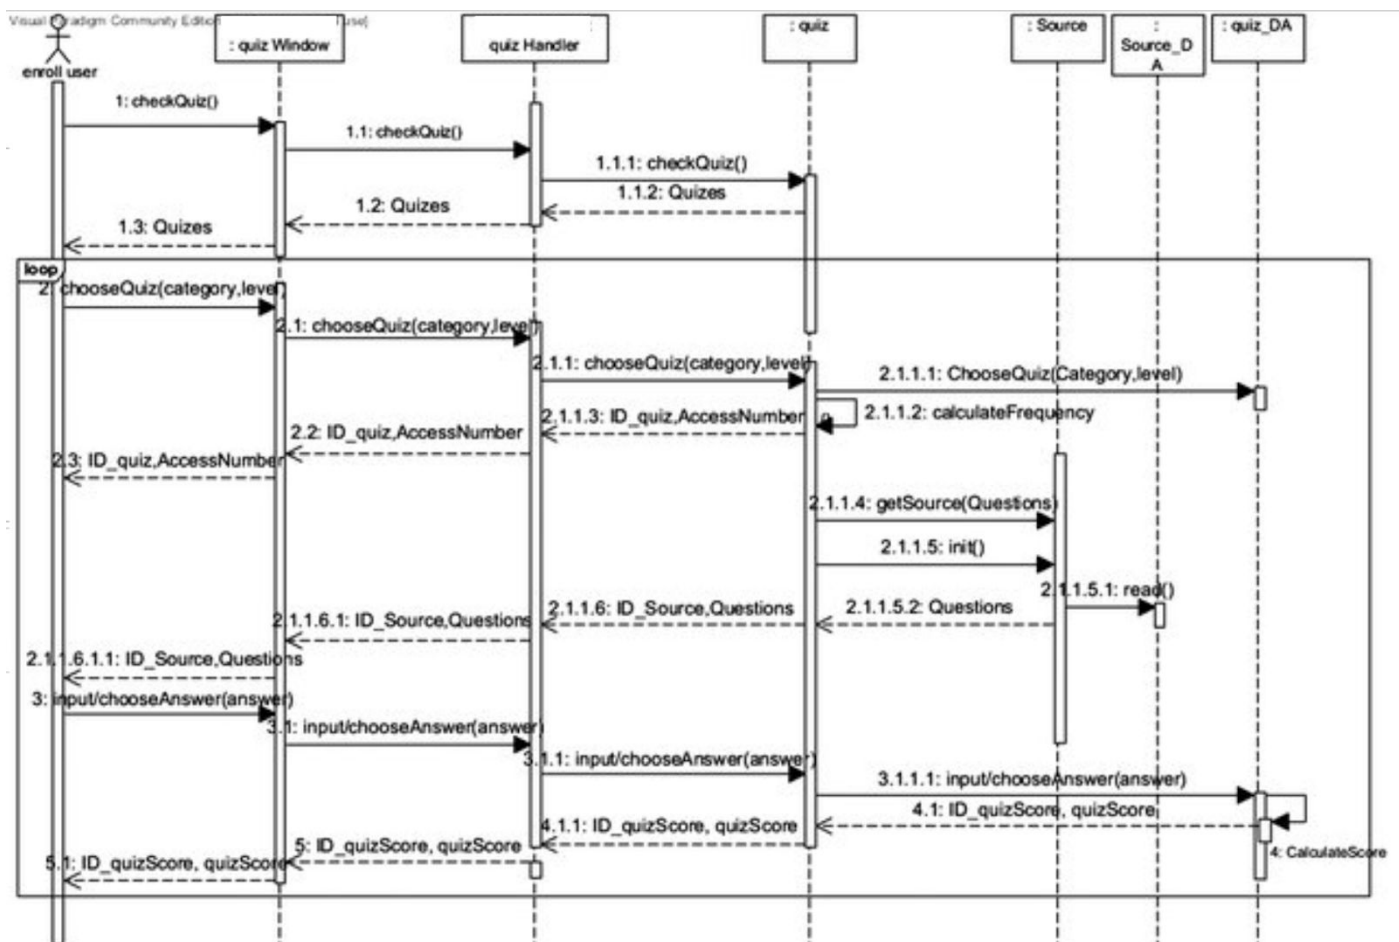 Visual Paradigm Community Edition
: quiz Window
:
quiz Handler
: quiz
: Source
:
Source_D
A
: quiz_DA
enroll user
1: checkQuiz()
1.1: checkQuiz()
1.1.1: checkQuiz()
1.1.2: Quizes
1.2: Quizes
1.3: Quizes
loop
2: chooseQuiz(category,level)
2.1: chooseQuiz(category,level)
2.1.1: chooseQuiz(category,level)
2.1.1.1: ChooseQuiz(Category,level)
2.1.1.2: calculateFrequency
2.1.1.3: ID_quiz,AccessNumber
2.2: ID_quiz,AccessNumber
2.3: ID_quiz,AccessNumber
2.1.1.4: getSource(Questions)
2.1.1.5: init()
2.1.1.5.1: read()
2.1.1.5.2: Questions
2.1.1.6: ID_Source,Questions
2.1.1.6.1: ID_Source,Questions
2.1.1.6.1.1: ID_Source,Questions
3: input/chooseAnswer(answer)
3.1: input/chooseAnswer(answer)
3.1.1: input/chooseAnswer(answer)
3.1.1.1: input/chooseAnswer(answer)
4.1: ID_quizScore, quizScore
4.1.1: ID_quizScore, quizScore
4: CalculateScore
5: ID_quizScore, quizScore
5.1: ID_quizScore, quizScore